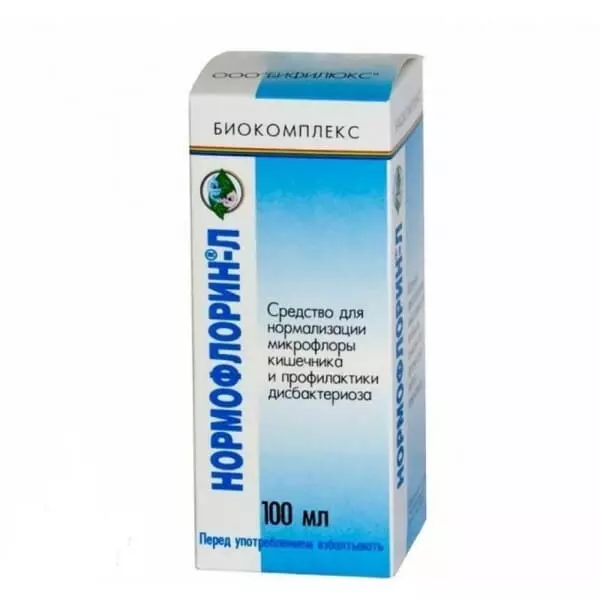 ООО "БИФИЛЮКС"
БИОКОМПЛЕКС
НОРМОФЛОРИН®-Л
Средство для
нормализации
микрофлоры
кишечника
и профилактики
дисбактериоза
100 мл
Перед употреблением взбалтывать
НОРМОФЛОРИН-Л